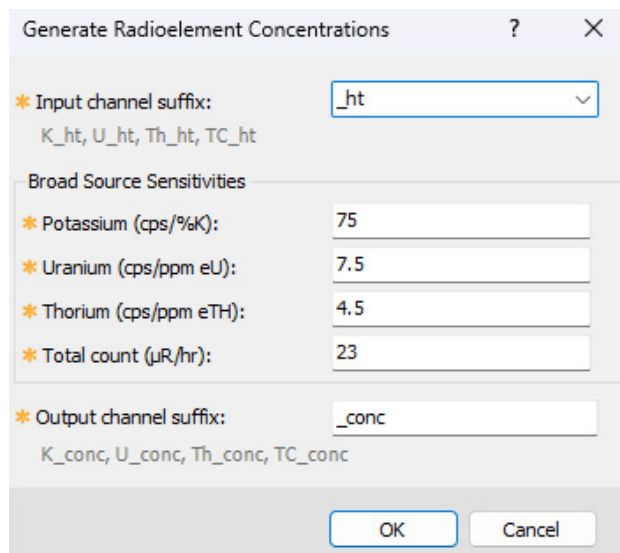 Generate Radioelement Concentrations ? ×
* Input channel suffix: _ht
K_ht, U_ht, Th_ht, TC_ht
Broad Source Sensitivities
* Potassium (cps/%K): 75
* Uranium (cps/ppm eU): 7.5
* Thorium (cps/ppm eTH): 4.5
* Total count (µR/hr): 23
* Output channel suffix: _conc
K_conc, U_conc, Th_conc, TC_conc
OK Cancel